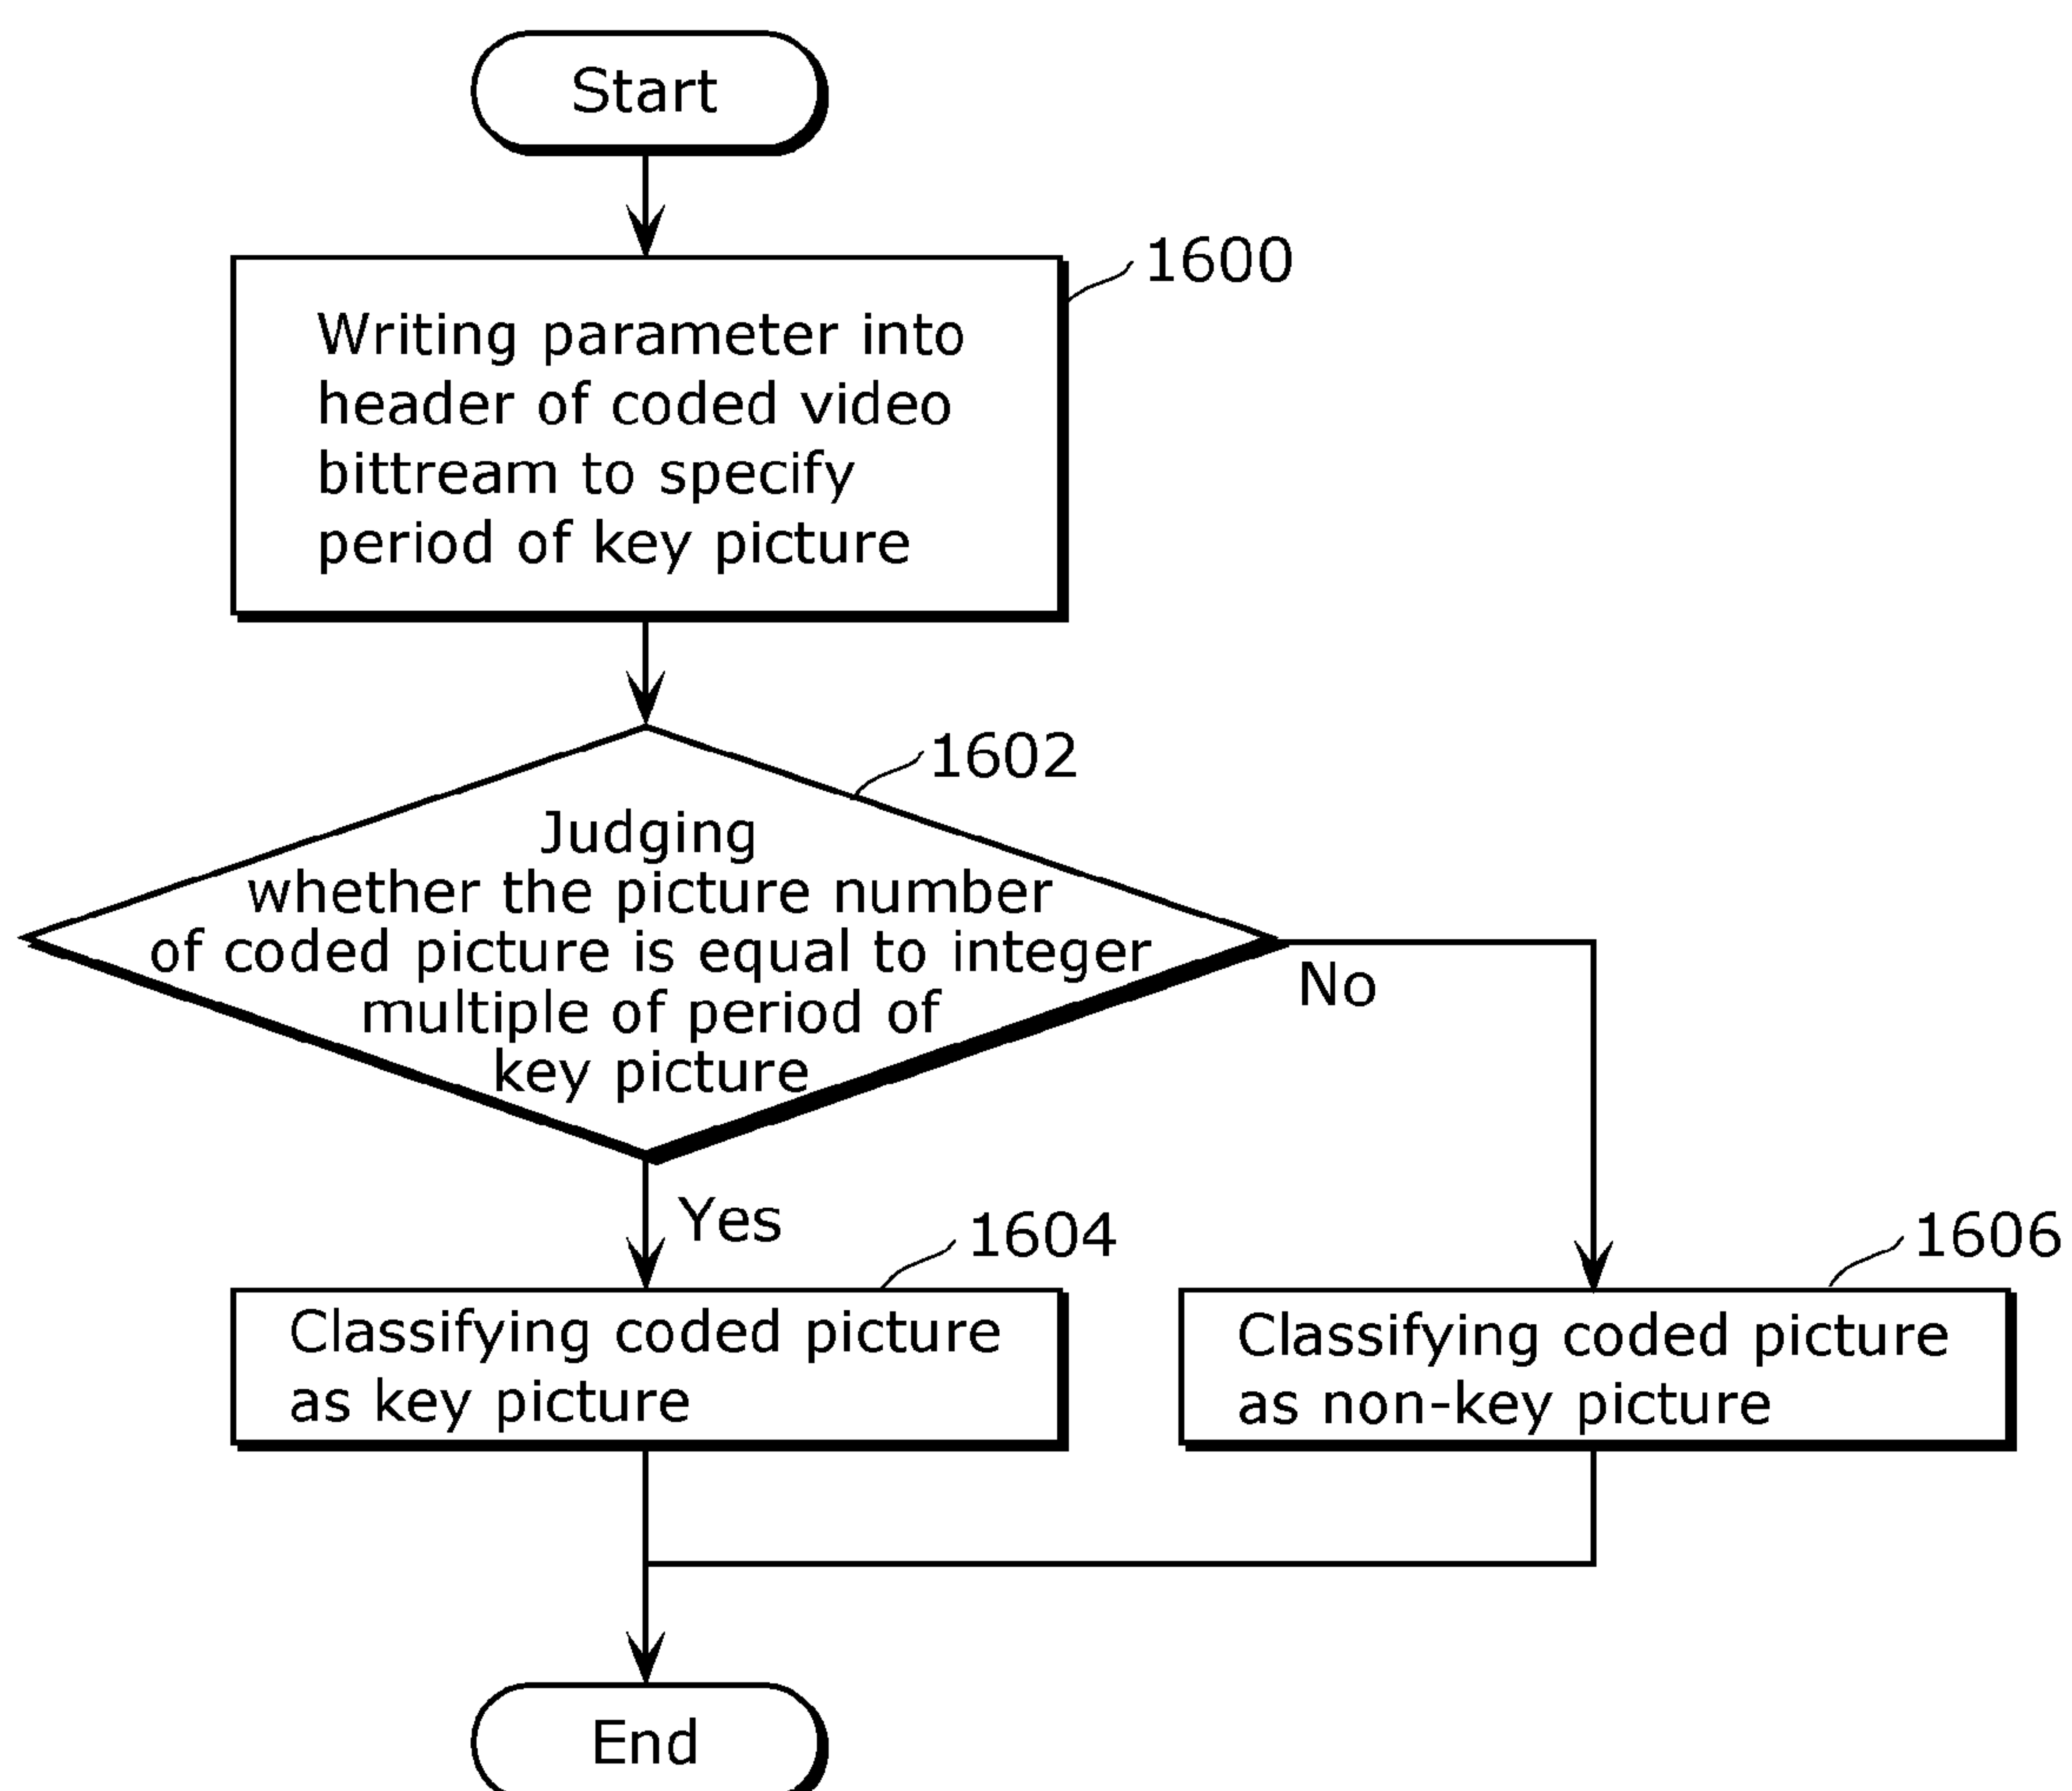 Start
1600
Writing parameter into
header of coded video
bittream to specify
period of key picture
1602
Judging
whether the picture number
of coded picture is equal to integer
multiple of period of
key picture
No
Yes
1604
1606
Classifying coded picture
as key picture
Classifying coded picture
as non-key picture
End